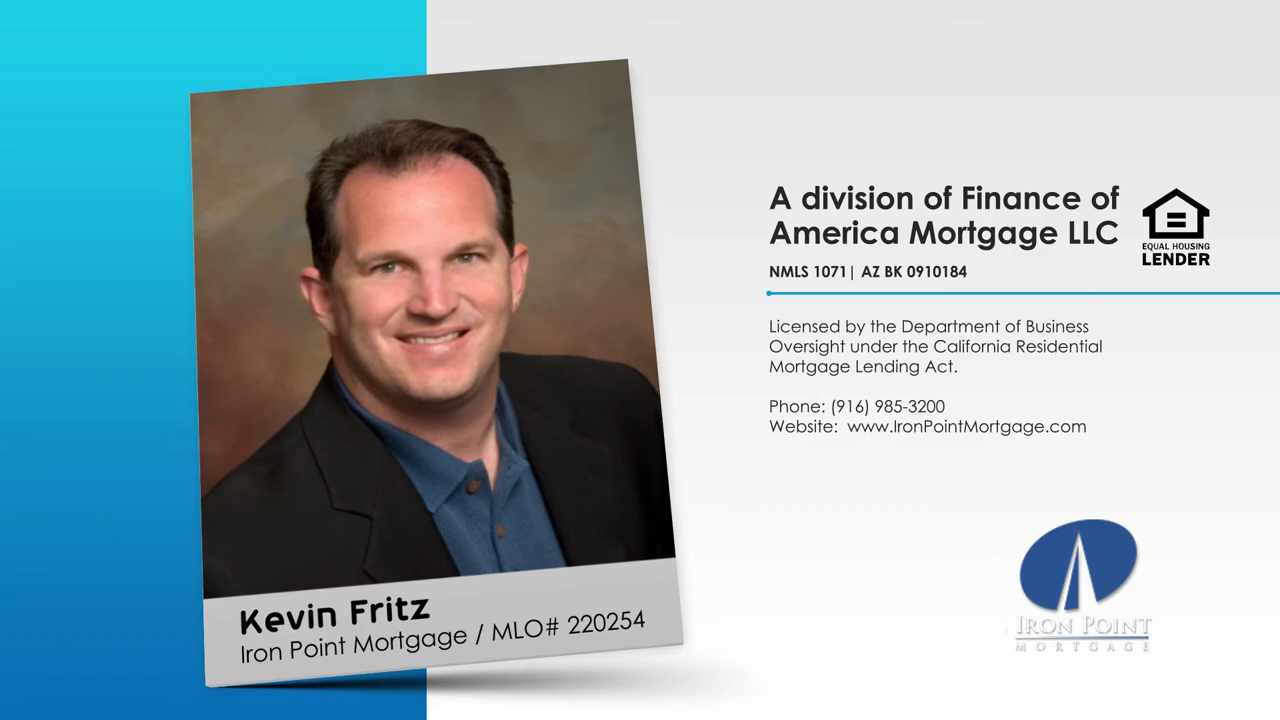 Kevin Fritz
Iron Point Mortgage / MLO# 220254
A division of Finance of
America Mortgage LLC
EQUAL HOUSING
LENDER
NMLS 1071| AZ BK 0910184
Licensed by the Department of Business
Oversight under the California Residential
Mortgage Lending Act.
Phone: (916) 985-3200
Website: www.IronPointMortgage.com
IRON POINT
MORTGAGE